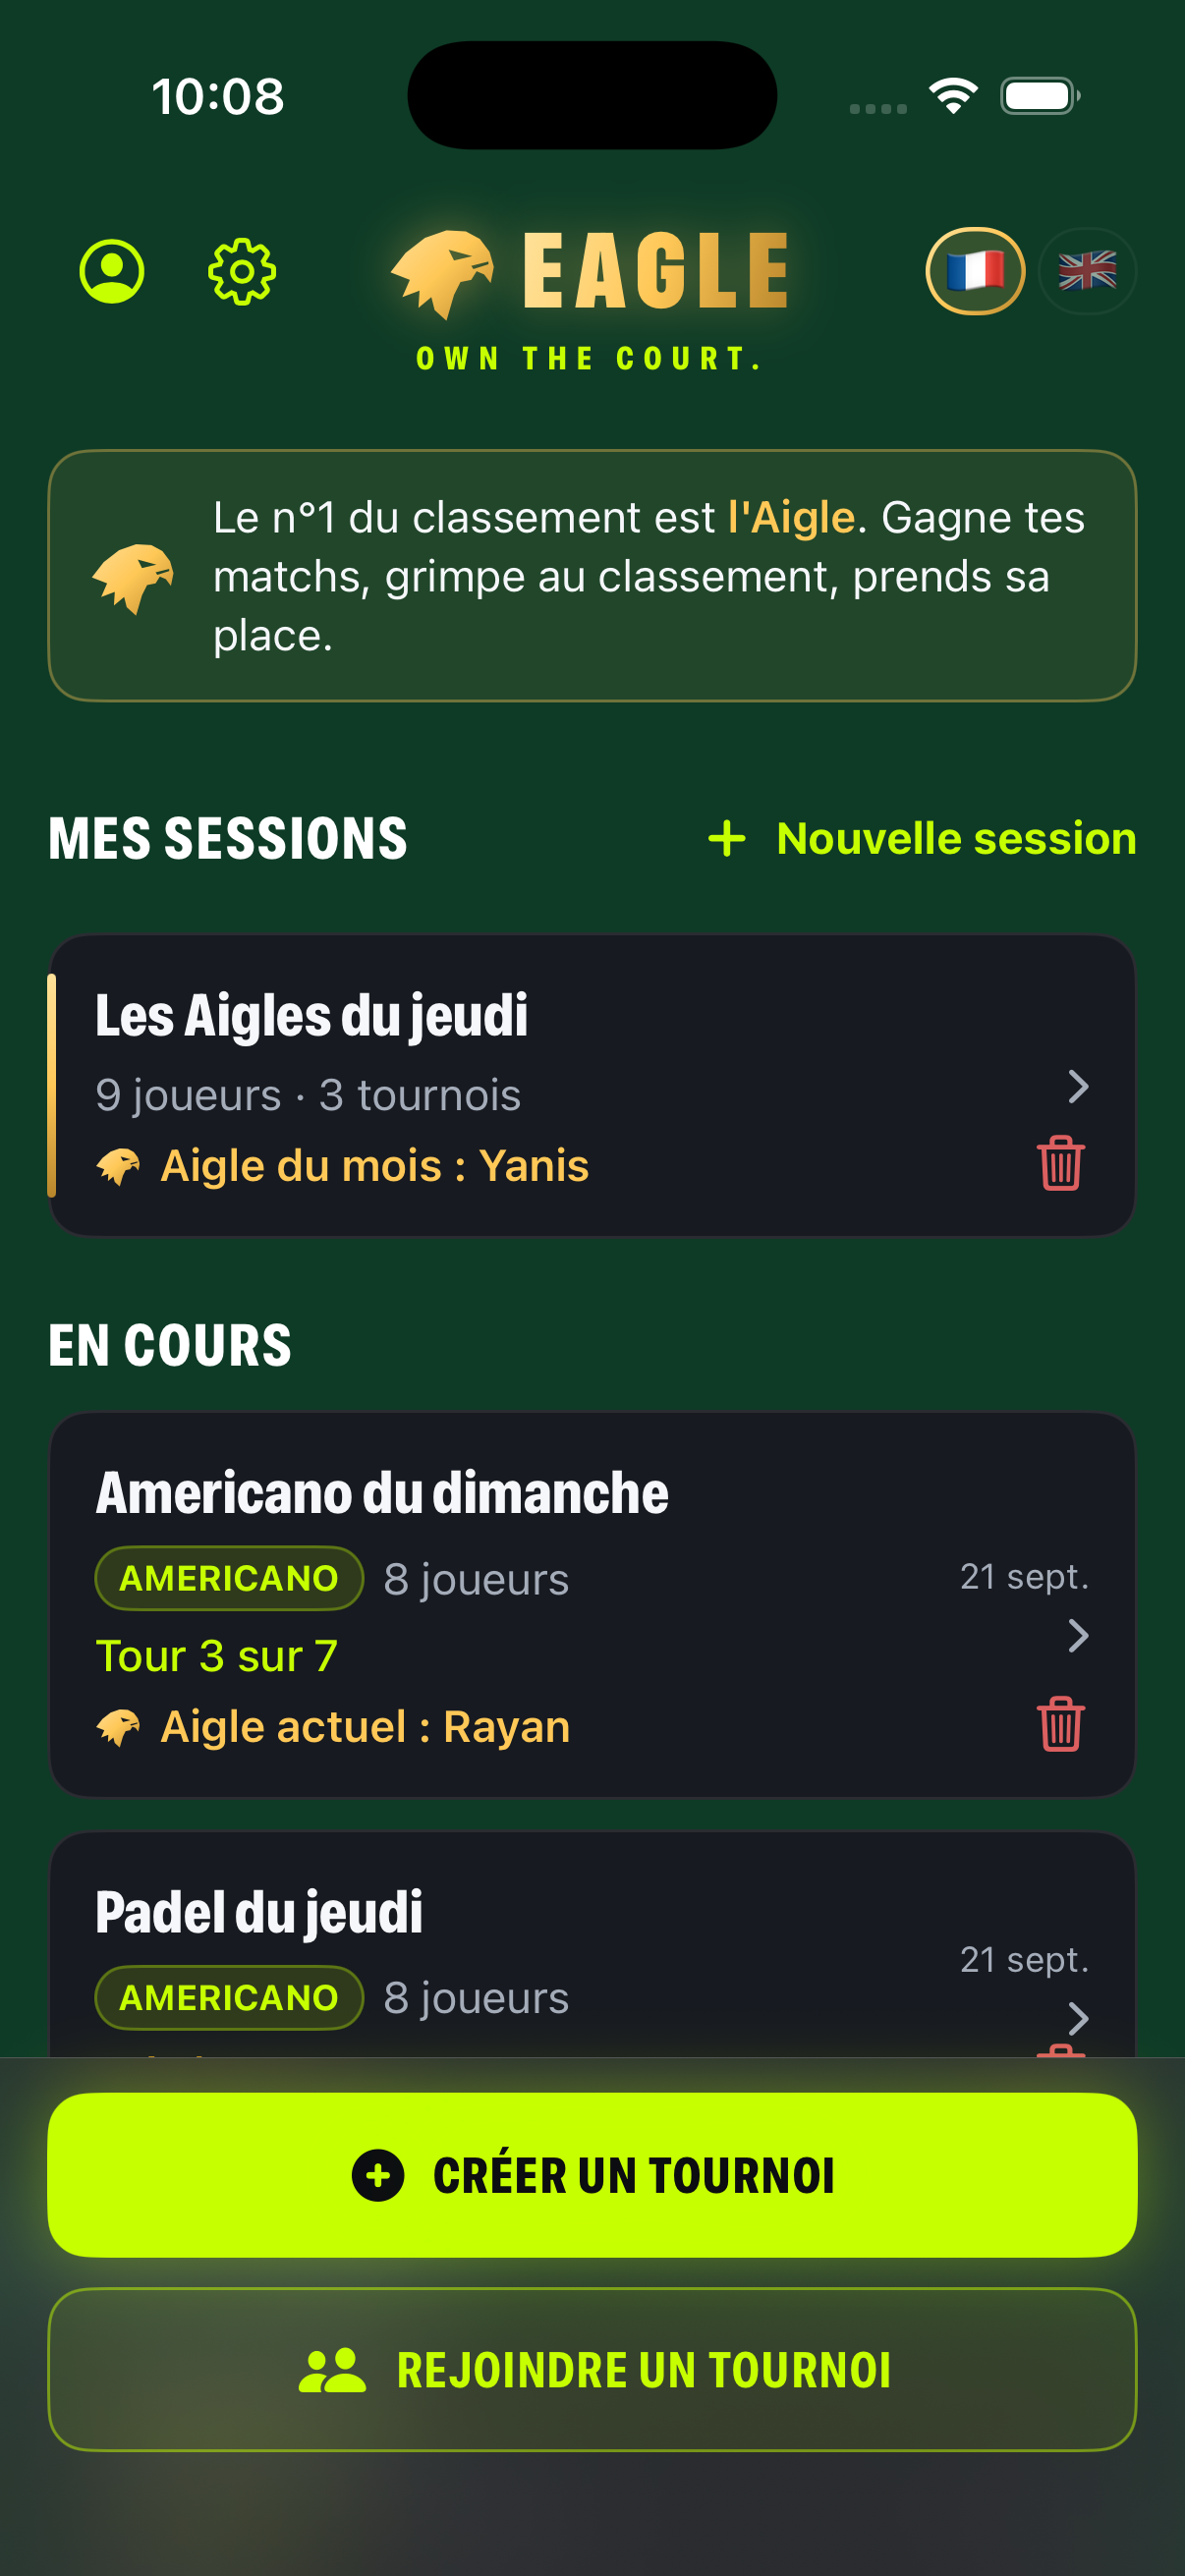 10:08
EAGLE
OWN THE COURT.
Le n°1 du classement est l'Aigle. Gagne tes
matchs, grimpe au classement, prends sa
place.
MES SESSIONS
Nouvelle session
Les Aigles du jeudi
9 joueurs · 3 tournois
Aigle du mois : Yanis
EN COURS
Americano du dimanche
AMERICANO 8 joueurs
21 sept.
Tour 3 sur 7
Aigle actuel : Rayan
Padel du jeudi
21 sept.
AMERICANO 8 joueurs
CRÉER UN TOURNOI
REJOINDRE UN TOURNOI